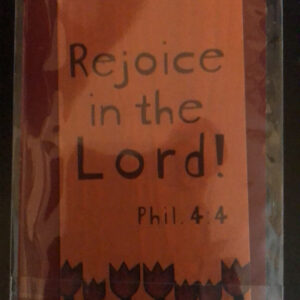 Rejoice
in the
Lord!
Phil. 4:4